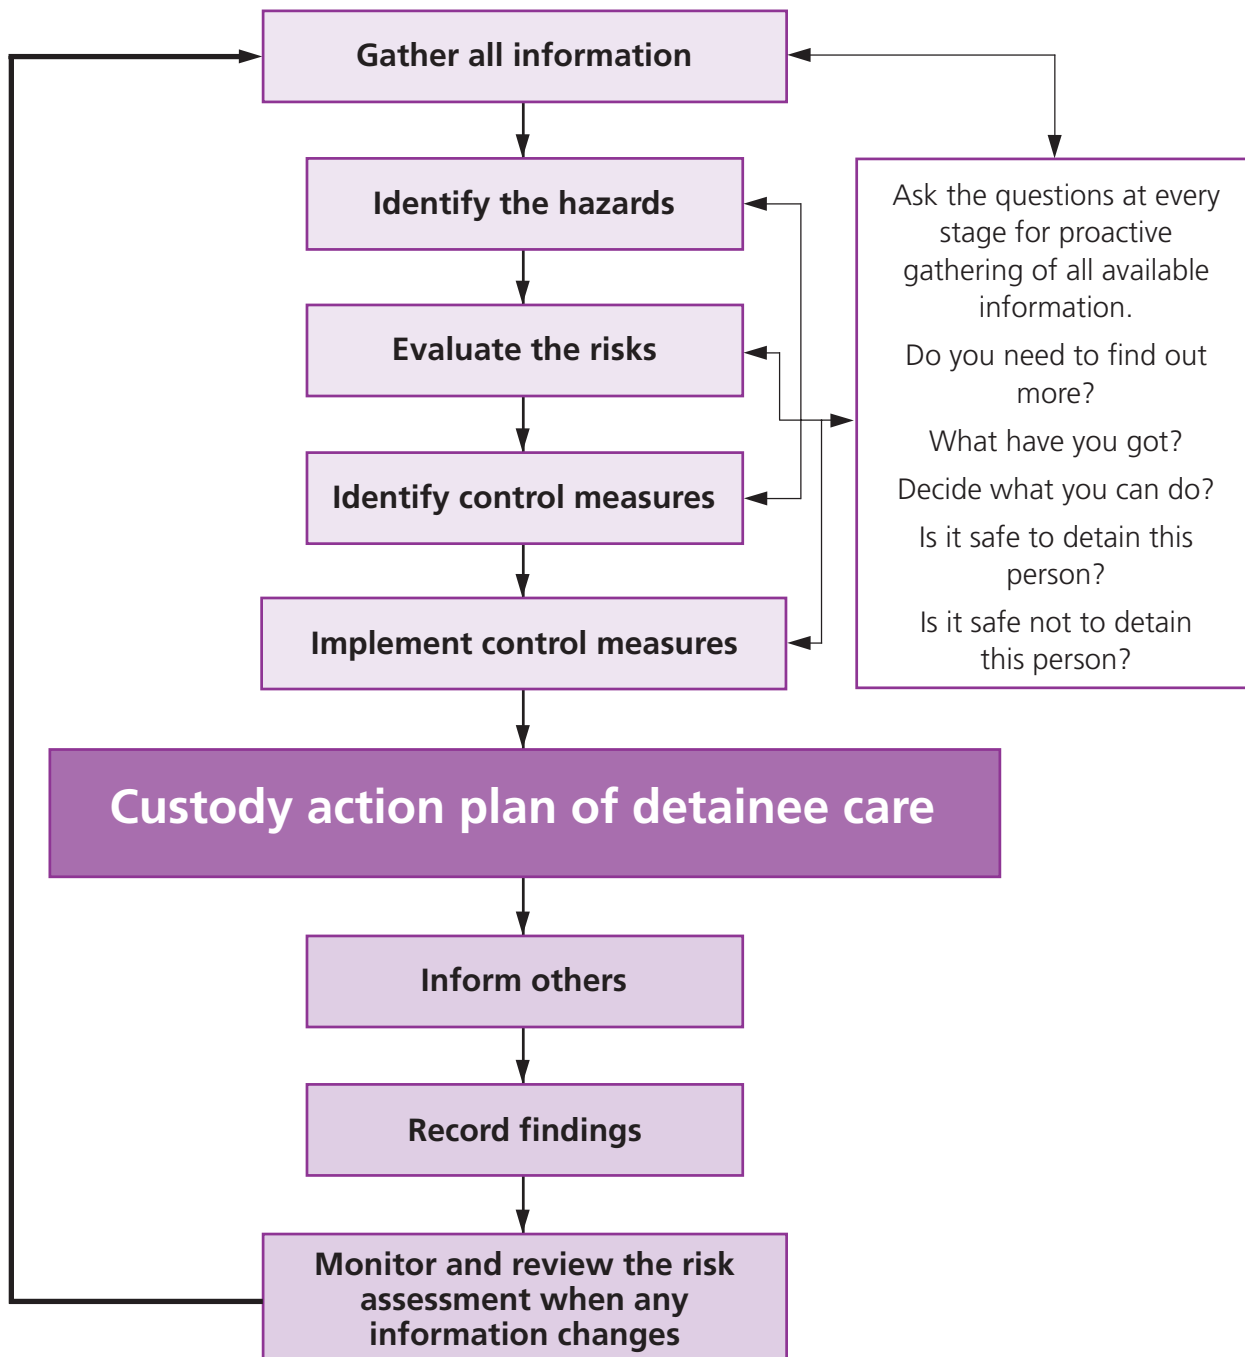 Gather all information
Identify the hazards
Evaluate the risks
Identify control measures
Implement control measures
Ask the questions at every
stage for proactive
gathering of all available
information.
Do you need to find out
more?
What have you got?
Decide what you can do?
Is it safe to detain this
person?
Is it safe not to detain
this person?
Custody action plan of detainee care
Inform others
Record findings
Monitor and review the risk
assessment when any
information changes